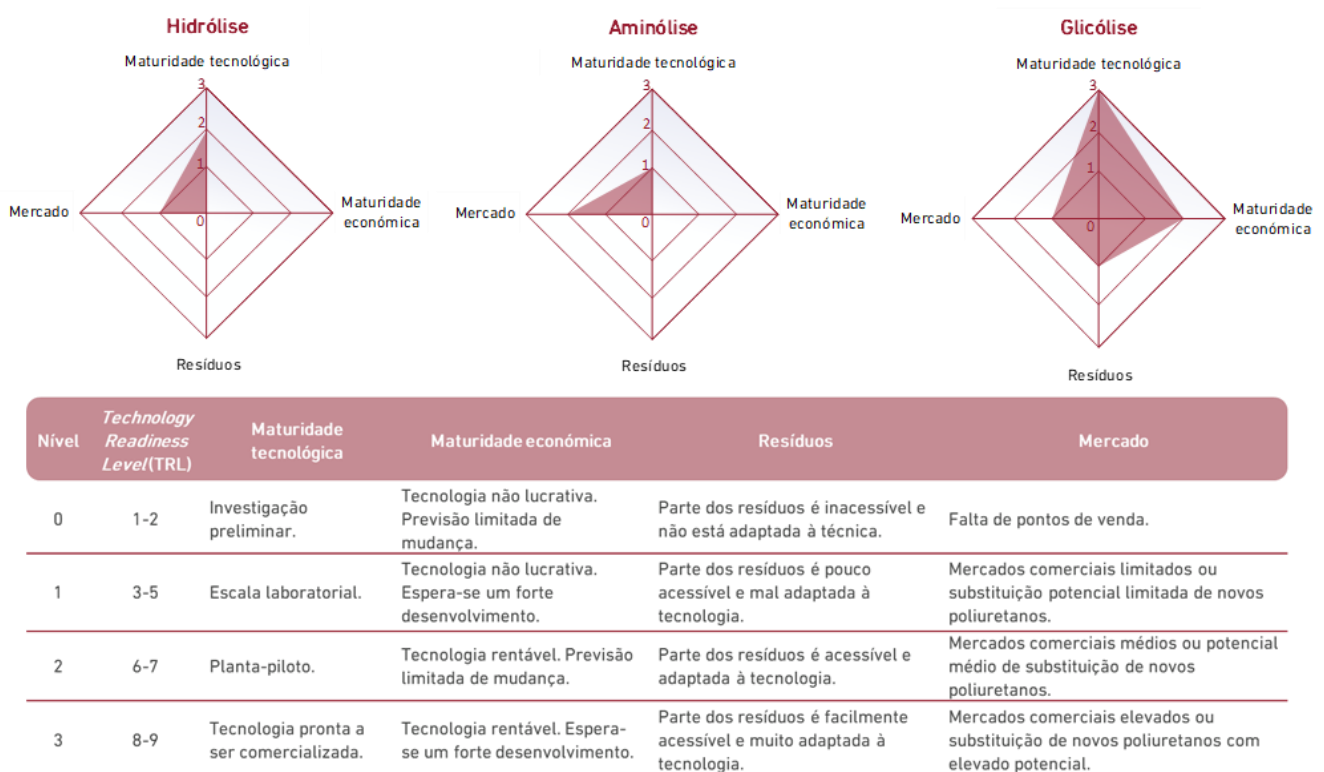 Hidrólise
Maturidade tecnológica
3
2
1
0
Mercado
Maturidade
económica
Resíduos
Aminólise
Maturidade tecnológica
3
2
1
0
Mercado
Maturidade
económica
Resíduos
Glicólise
Maturidade tecnológica
3
2
1
0
Mercado
Maturidade
económica
Resíduos
Nível
Technology
Readiness
Level(TRL)
Maturidade
tecnológica
Maturidade económica
Resíduos
Mercado
0
1-2
Investigação
preliminar.
Tecnologia não lucrativa.
Previsão limitada de
mudança.
Parte dos resíduos é inacessível e
não está adaptada à técnica.
Falta de pontos de venda.
1
3-5
Escala laboratorial.
Tecnologia não lucrativa.
Espera-se um forte
desenvolvimento.
Parte dos resíduos é pouco
acessível e mal adaptada à
tecnologia.
Mercados comerciais limitados ou
substituição potencial limitada de novos
poliuretanos.
2
6-7
Planta-piloto.
Tecnologia rentável. Previsão
limitada de mudança.
Parte dos resíduos é acessível e
adaptada à tecnologia.
Mercados comerciais médios ou potencial
médio de substituição de novos
poliuretanos.
3
8-9
Tecnologia pronta a
ser comercializada.
Tecnologia rentável. Espera-
se um forte desenvolvimento.
Parte dos resíduos é facilmente
acessível e muito adaptada à
tecnologia.
Mercados comerciais elevados ou
substituição de novos poliuretanos com
elevado potencial.